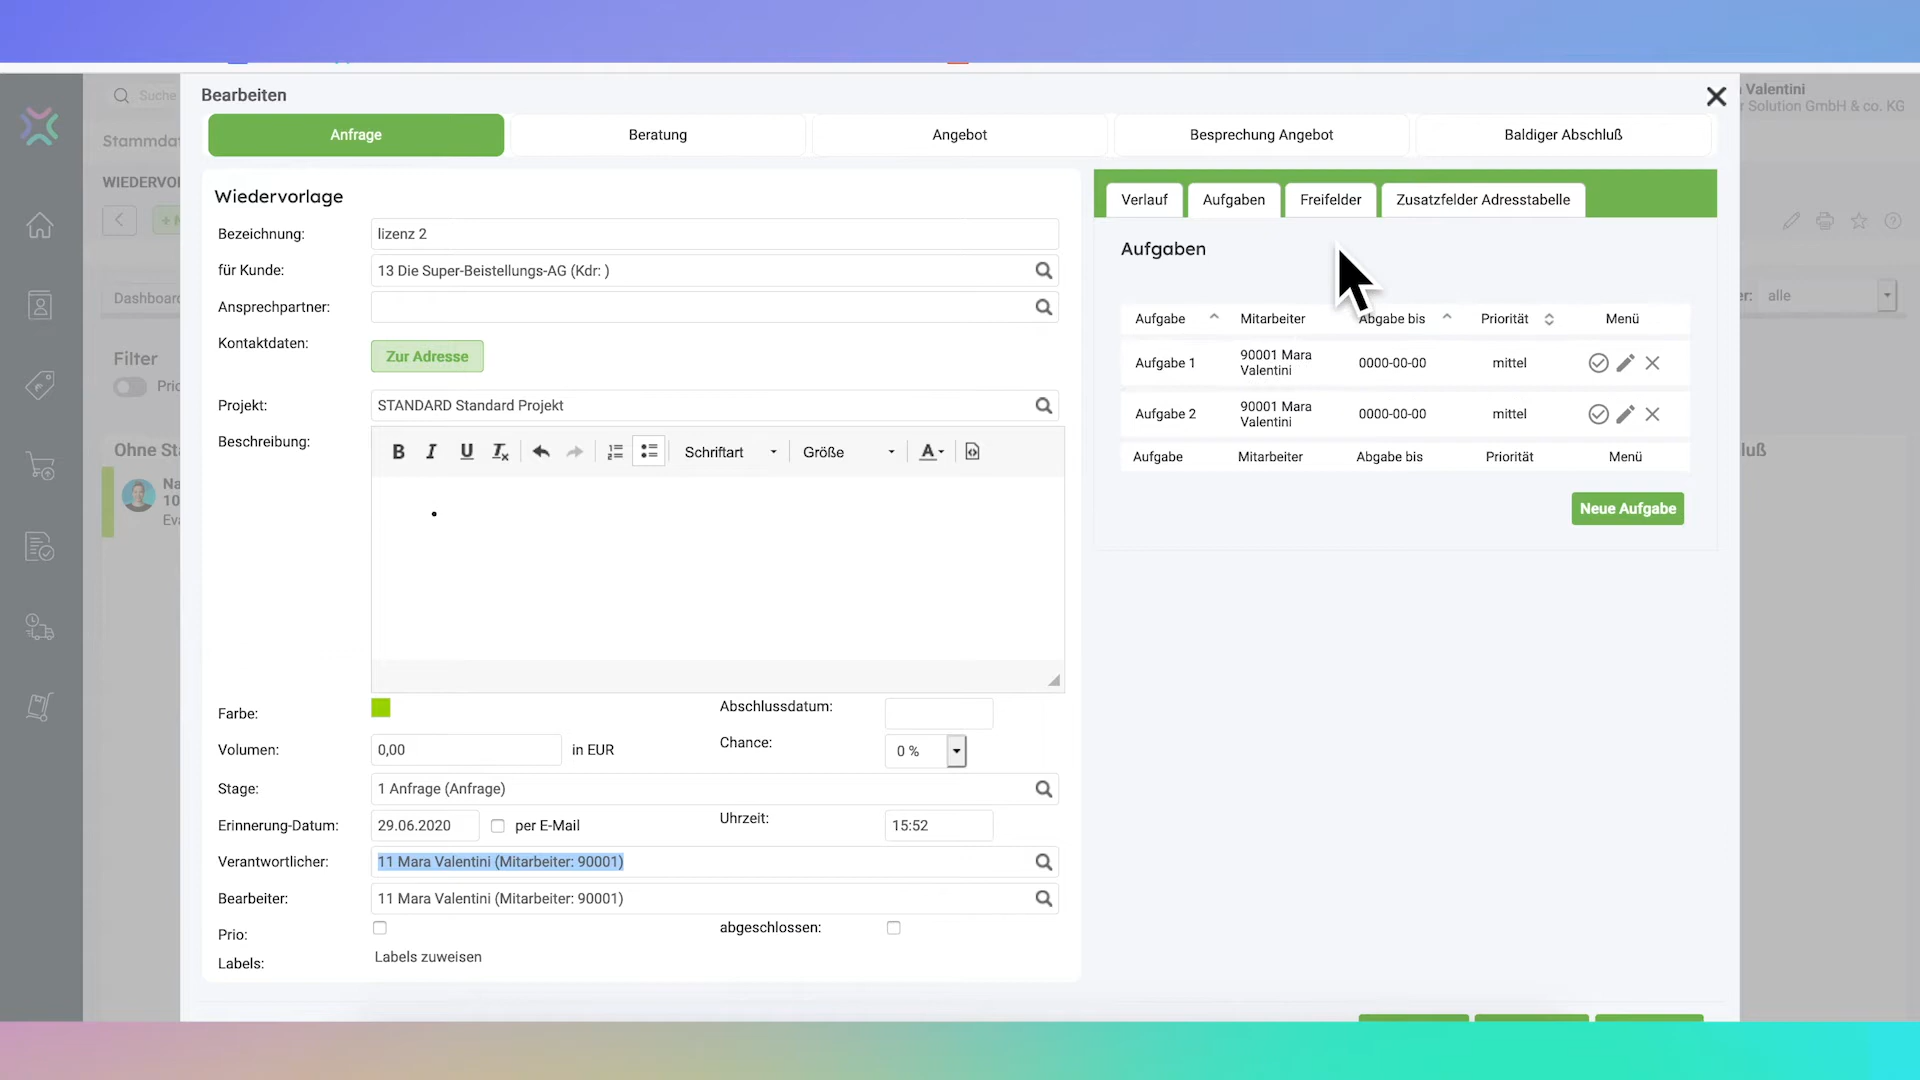 Suche
Bearbeiten
Valentini
Solution GmbH & co. KG
Anfrage
Beratung
Angebot
Besprechung Angebot
Baldiger Abschluß
Wiedervorlage
Bezeichnung:
lizenz 2
für Kunde:
13 Die Super-Beistellungs-AG (Kdr: )
Ansprechpartner:
Kontaktdaten:
Zur Adresse
Projekt:
STANDARD Standard Projekt
Beschreibung:
B I U Tx
Schriftart
Größe
A
Farbe:
Abschlussdatum:
Volumen:
0,00
in EUR
Chance:
0 %
Stage:
1 Anfrage (Anfrage)
Erinnerung-Datum:
29.06.2020
per E-Mail
Uhrzeit:
15:52
Verantwortlicher:
11 Mara Valentini (Mitarbeiter: 90001)
Bearbeiter:
11 Mara Valentini (Mitarbeiter: 90001)
Prio:
abgeschlossen:
Labels:
Labels zuweisen
Verlauf
Aufgaben
Freifelder
Zusatzfelder Adresstabelle
Aufgaben
Aufgabe Mitarbeiter Abgabe bis Priorität Menü
Aufgabe 1 90001 Mara Valentini 0000-00-00 mittel
Aufgabe 2 90001 Mara Valentini 0000-00-00 mittel
Aufgabe Mitarbeiter Abgabe bis Priorität Menü
Neue Aufgabe
alle
Filter